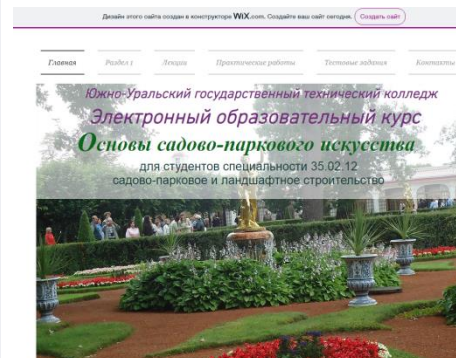 Дизайн этого сайта создан в конструкторе WiX.com. Создайте ваш сайт сегодня. Создать сайт
Главная Раздел 1 Лекции Практические работы Тестовые задания Контакты
Южно-Уральский государственный технический колледж
Электронный образовательный курс
Основы садово-паркового искусства
для студентов специальности 35.02.12
садово-парковое и ландшафтное строительство